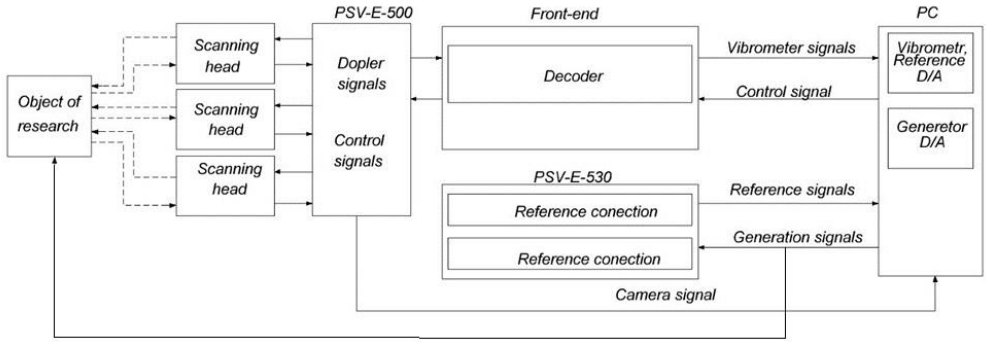 PSV-E-500
Front-end
PC
Scanning
head
Object of
research
Scanning
head
Scanning
head
Dopler
signals
Control
signals
Decoder
Vibrometer signals
Control signal
Vibrometr,
Reference
D/A
Generetor
D/A
PSV-E-530
Reference conection
Reference conection
Reference signals
Generation signals
Camera signal